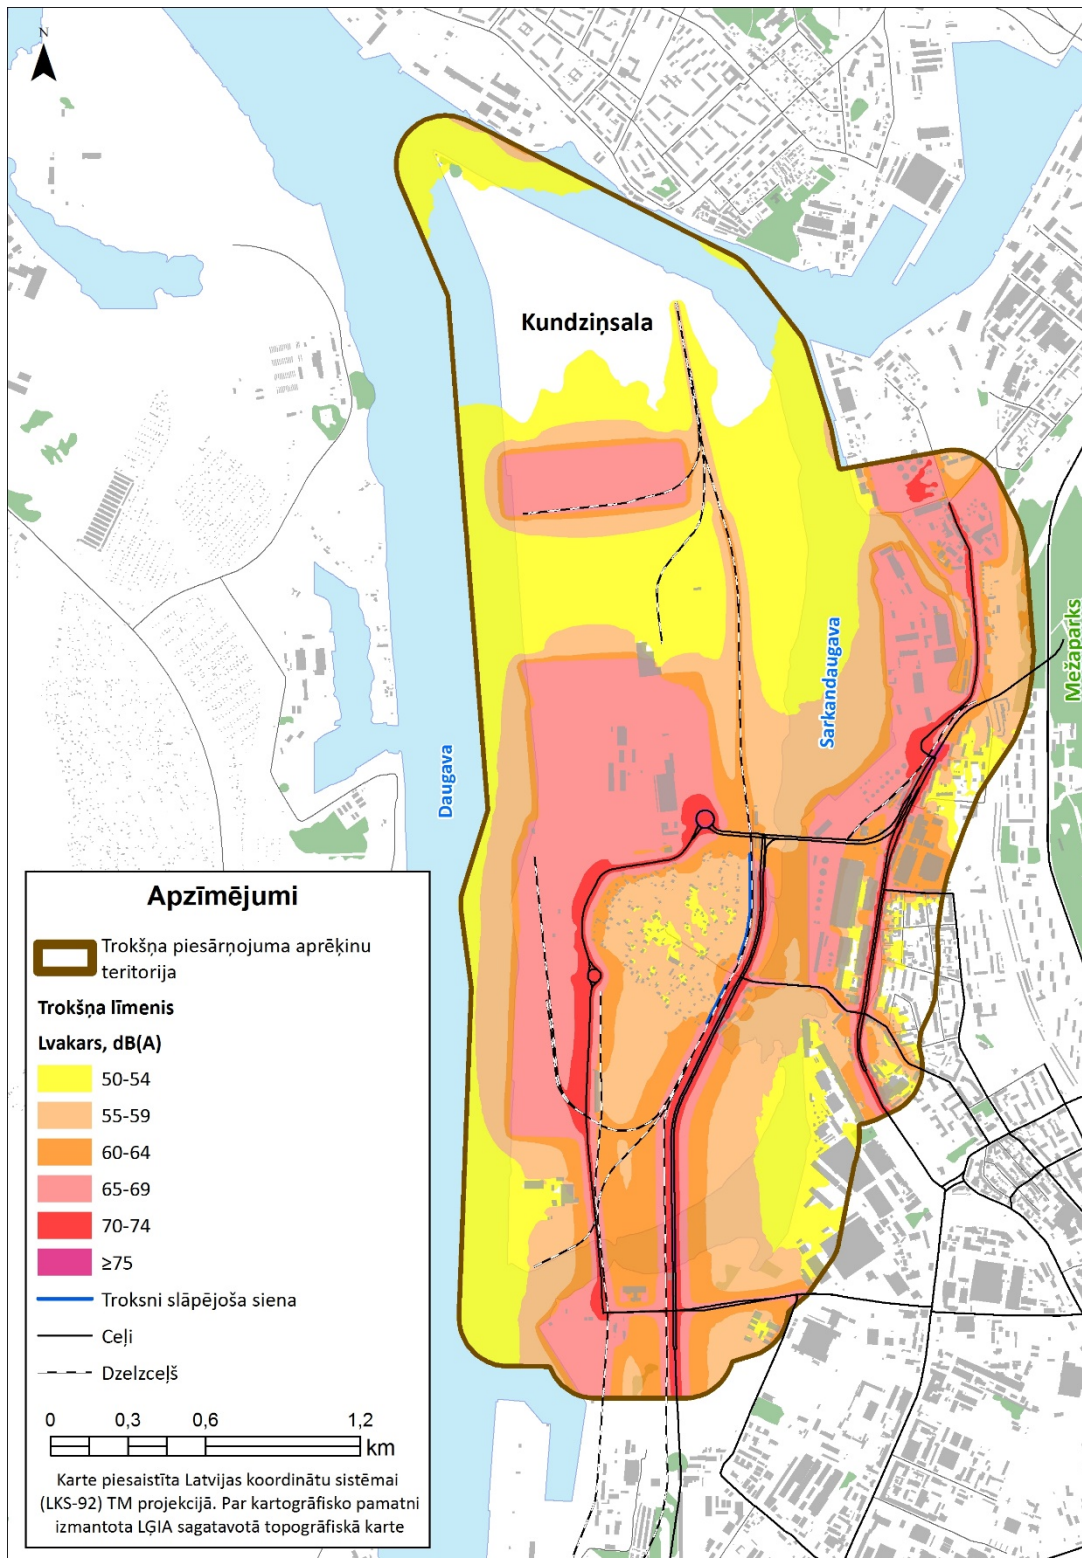 N
Kundziņsala
Mežaparks
Sarkandaugava
Daugava
Apzīmējumi
Trokšņa piesārņojuma aprēķinu
teritorija
Trokšņa līmenis
Lvakars, dB(A)
50-54
55-59
60-64
65-69
70-74
≥75
Troksni slāpējoša siena
Ceļi
Dzelzceļš
0 0,3 0,6 1,2
km
Karte piesaistīta Latvijas koordinātu sistēmai
(LKS-92) TM projekcijā. Par kartogrāfisko pamatni
izmantota LĢIA sagatavotā topogrāfiskā karte